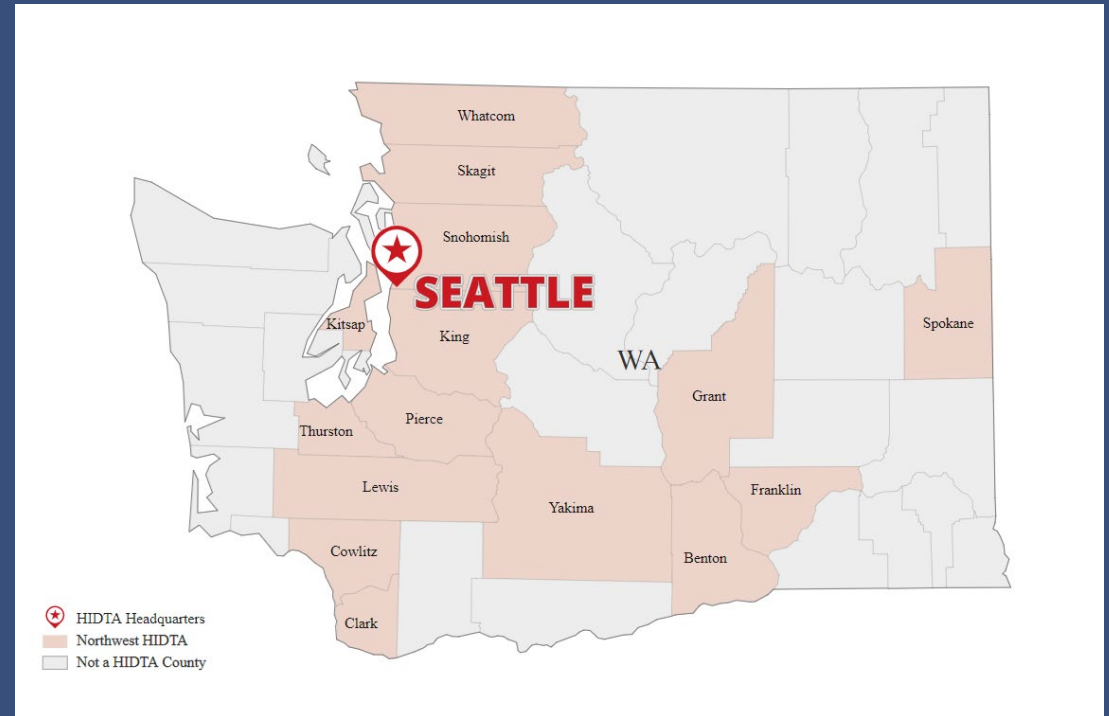 Whatcom
Skagit
Snohomish
SEATTLE
Kitsap
King
Spokane
WA
Grant
Pierce
Thurston
Lewis
Franklin
Yakima
Cowlitz
Benton
Clark
HIDTA Headquarters
Northwest HIDTA
Not a HIDTA County